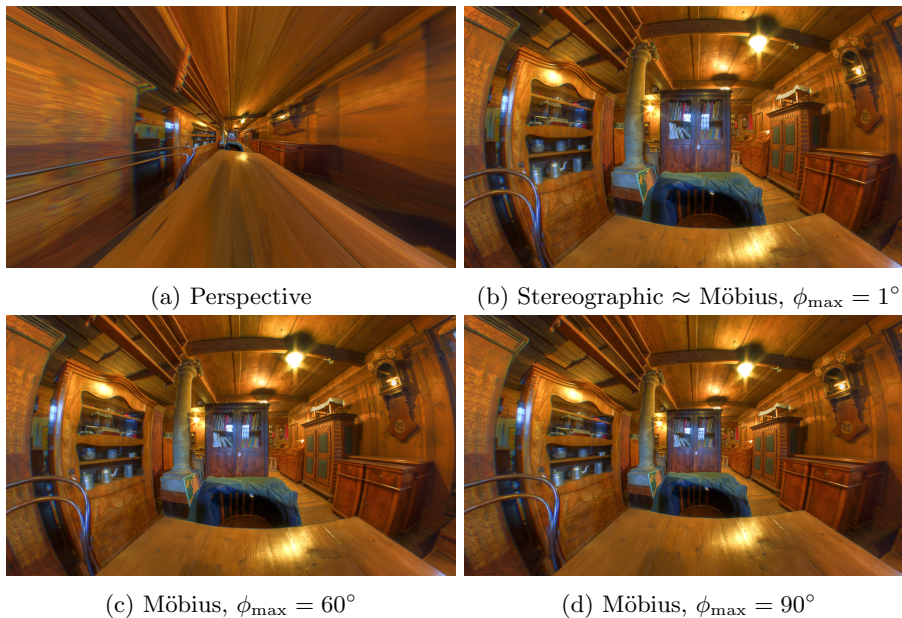 (a) Perspective
(b) Stereographic ≈ Möbius, ϕmax = 1°
(c) Möbius, ϕmax = 60°
(d) Möbius, ϕmax = 90°